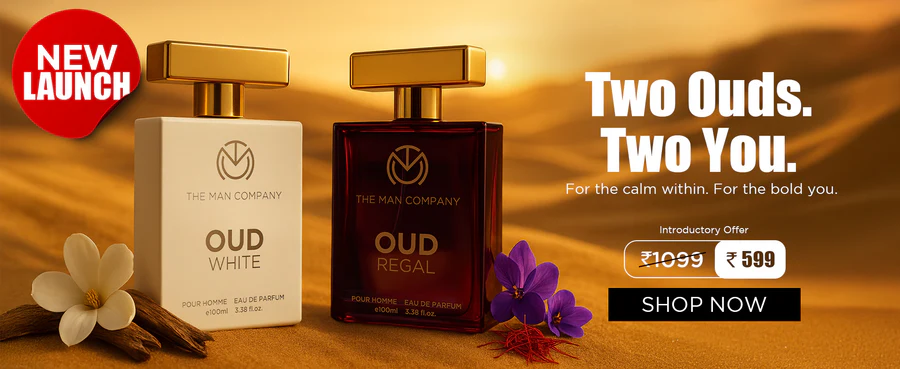 NEW
LAUNCH
THE MAN COMPANY
OUD
WHITE
POUR HOMME EAU DE PARFUM
e100ml 3.38 fl.oz.
THE MAN COMPANY
OUD
REGAL
POUR HOMME EAU DE PARFUM
e100ml 3.38 fl.oz.
Two Ouds.
Two You.
For the calm within. For the bold you.
Introductory Offer
₹1099 ₹ 599
SHOP NOW